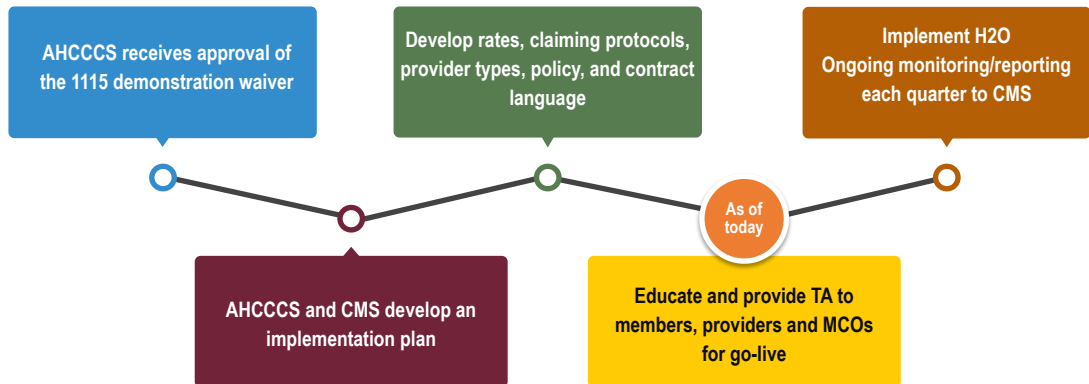 AHCCCS receives approval of
the 1115 demonstration waiver
AHCCCS and CMS develop an
implementation plan
Develop rates, claiming protocols,
provider types, policy, and contract
language
As of
today
Educate and provide TA to
members, providers and MCOs
for go-live
Implement H2O
Ongoing monitoring/reporting
each quarter to CMS